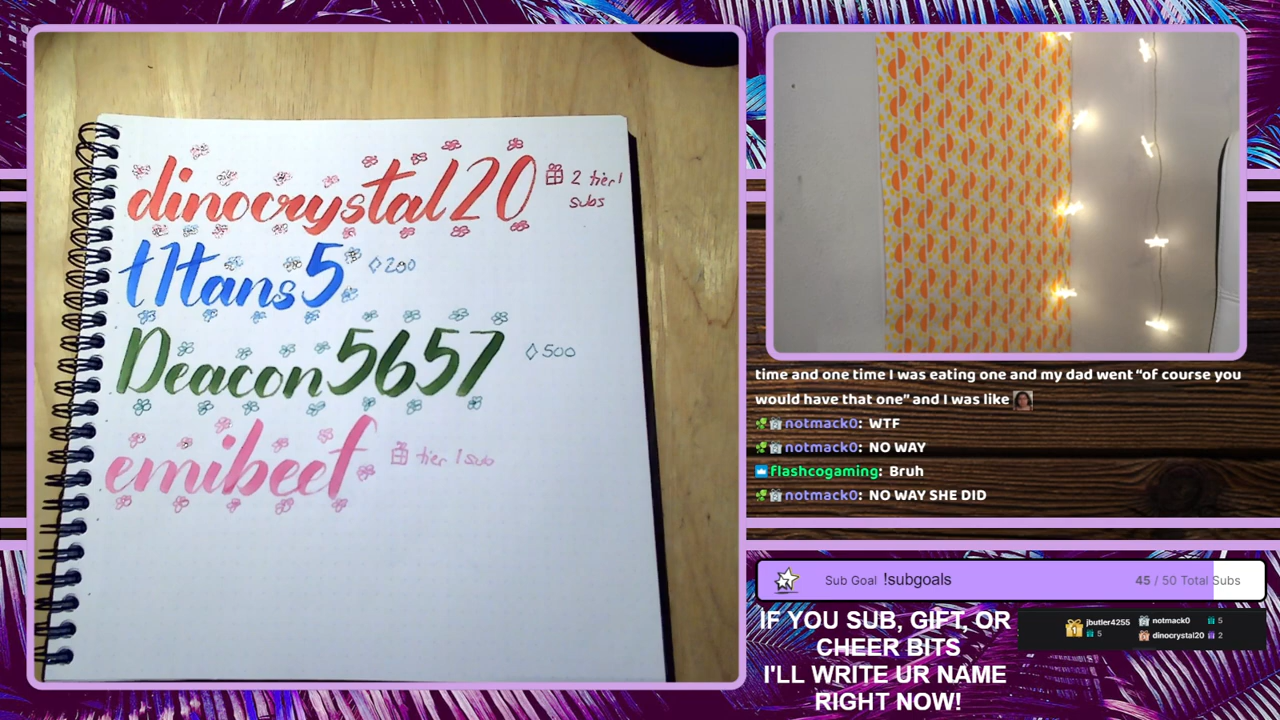 dinocrystal20 2 tier 1
subs
t1tans5 200
Deacon5657 500
emibeef tier 1 sub
time and one time I was eating one and my dad went “of course you
would have that one” and I was like
notmack0: WTF
notmack0: NO WAY
flashcogaming: Bruh
notmack0: NO WAY SHE DID
Sub Goal !subgoals 45 / 50 Total Subs
IF YOU SUB, GIFT, OR
CHEER BITS
I'LL WRITE UR NAME
RIGHT NOW!
1 jbutler4255 5
notmack0 5
dinocrystal20 2